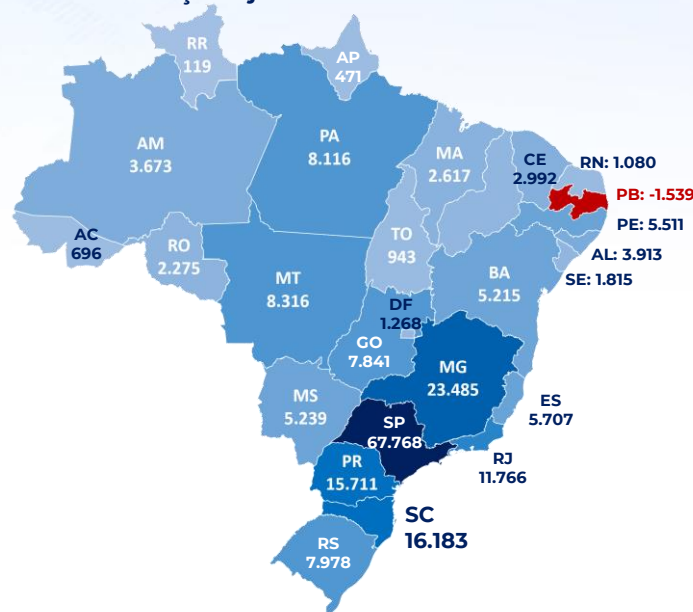 RR
119
AP
471
AM
3.673
PA
8.116
MA
2.617
CE
2.992
RN: 1.080
PB: -1.539
PE: 5.511
AL: 3.913
SE: 1.815
AC
696
RO
2.275
TO
943
MT
8.316
BA
5.215
DF
1.268
GO
7.841
MG
23.485
MS
5.239
ES
5.707
SP
67.768
RJ
11.766
PR
15.711
SC
16.183
RS
7.978